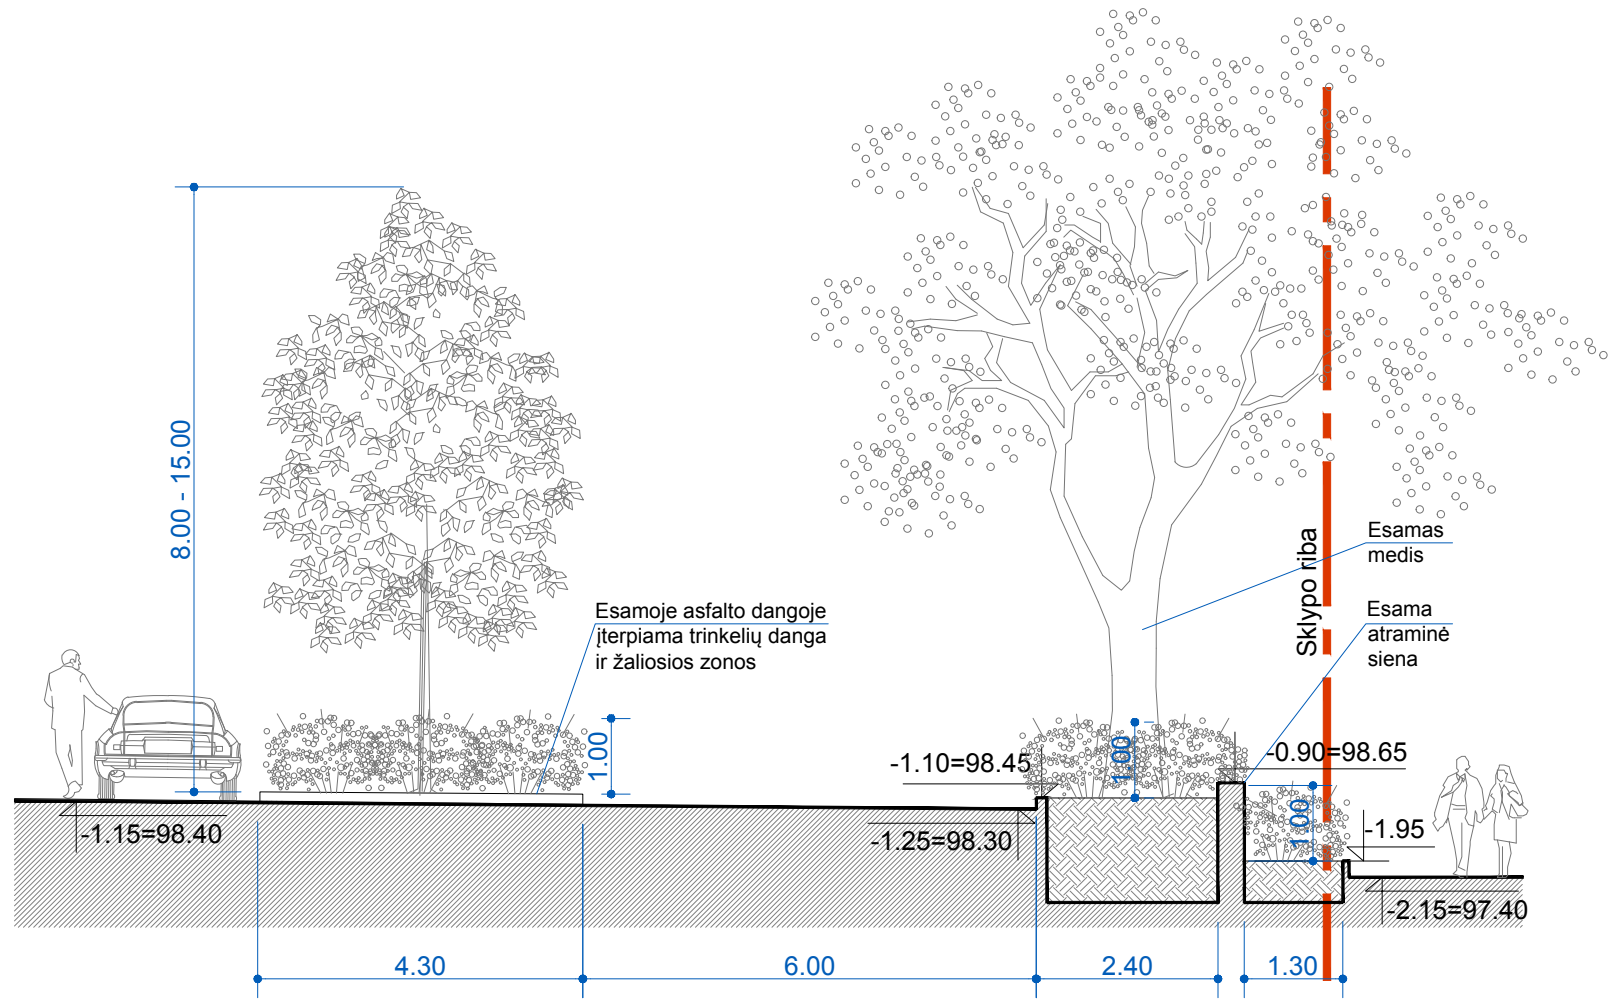 8.00 - 15.00
Esamoje asfalto dangoje
įterpiama trinkelių danga
ir žaliosios zonos
1.00
Esamas
medis
Sklypo riba
Esama
atraminė
siena
-1.10=98.45
1.00
-0.90=98.65
-1.15=98.40
-1.25=98.30
1.00
-1.95
-2.15=97.40
4.30
6.00
2.40
1.30